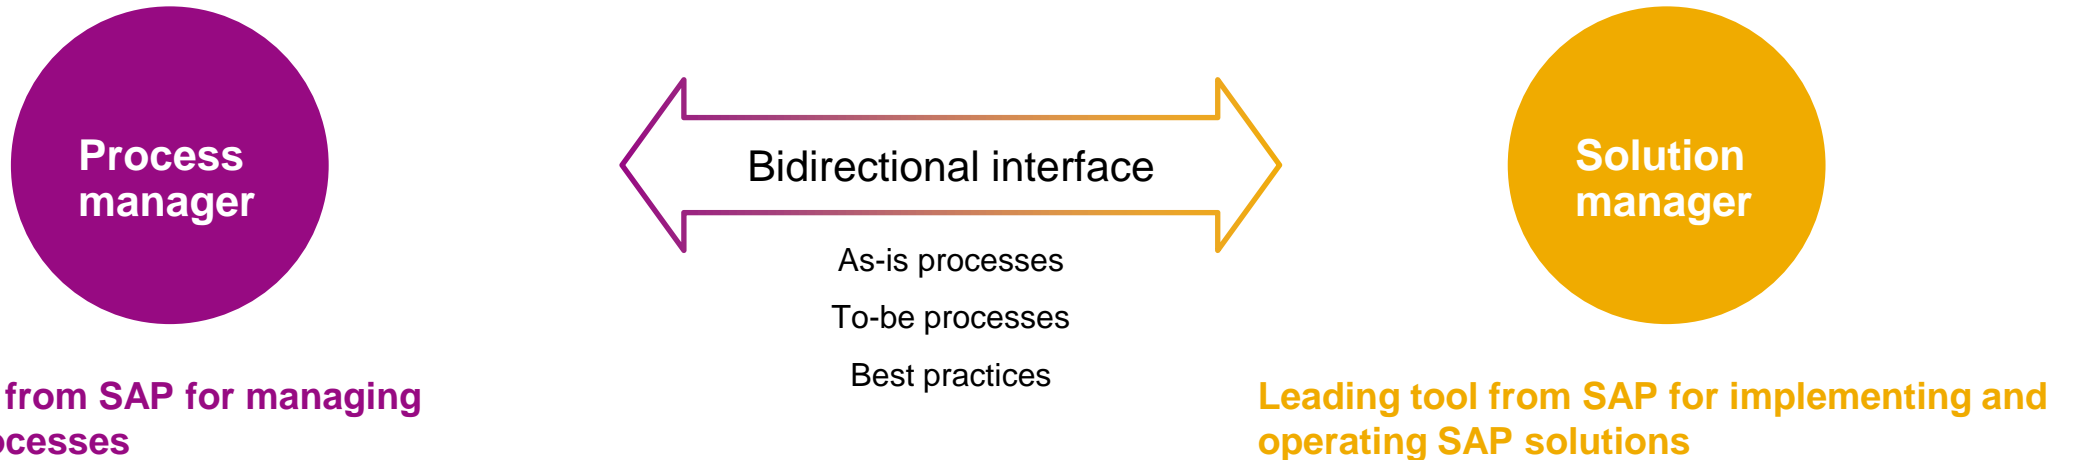 Process
manager
Bidirectional interface
As-is processes
To-be processes
Best practices
Solution
manager
from SAP for managing
Leading tool from SAP for implementing and
operating SAP solutions